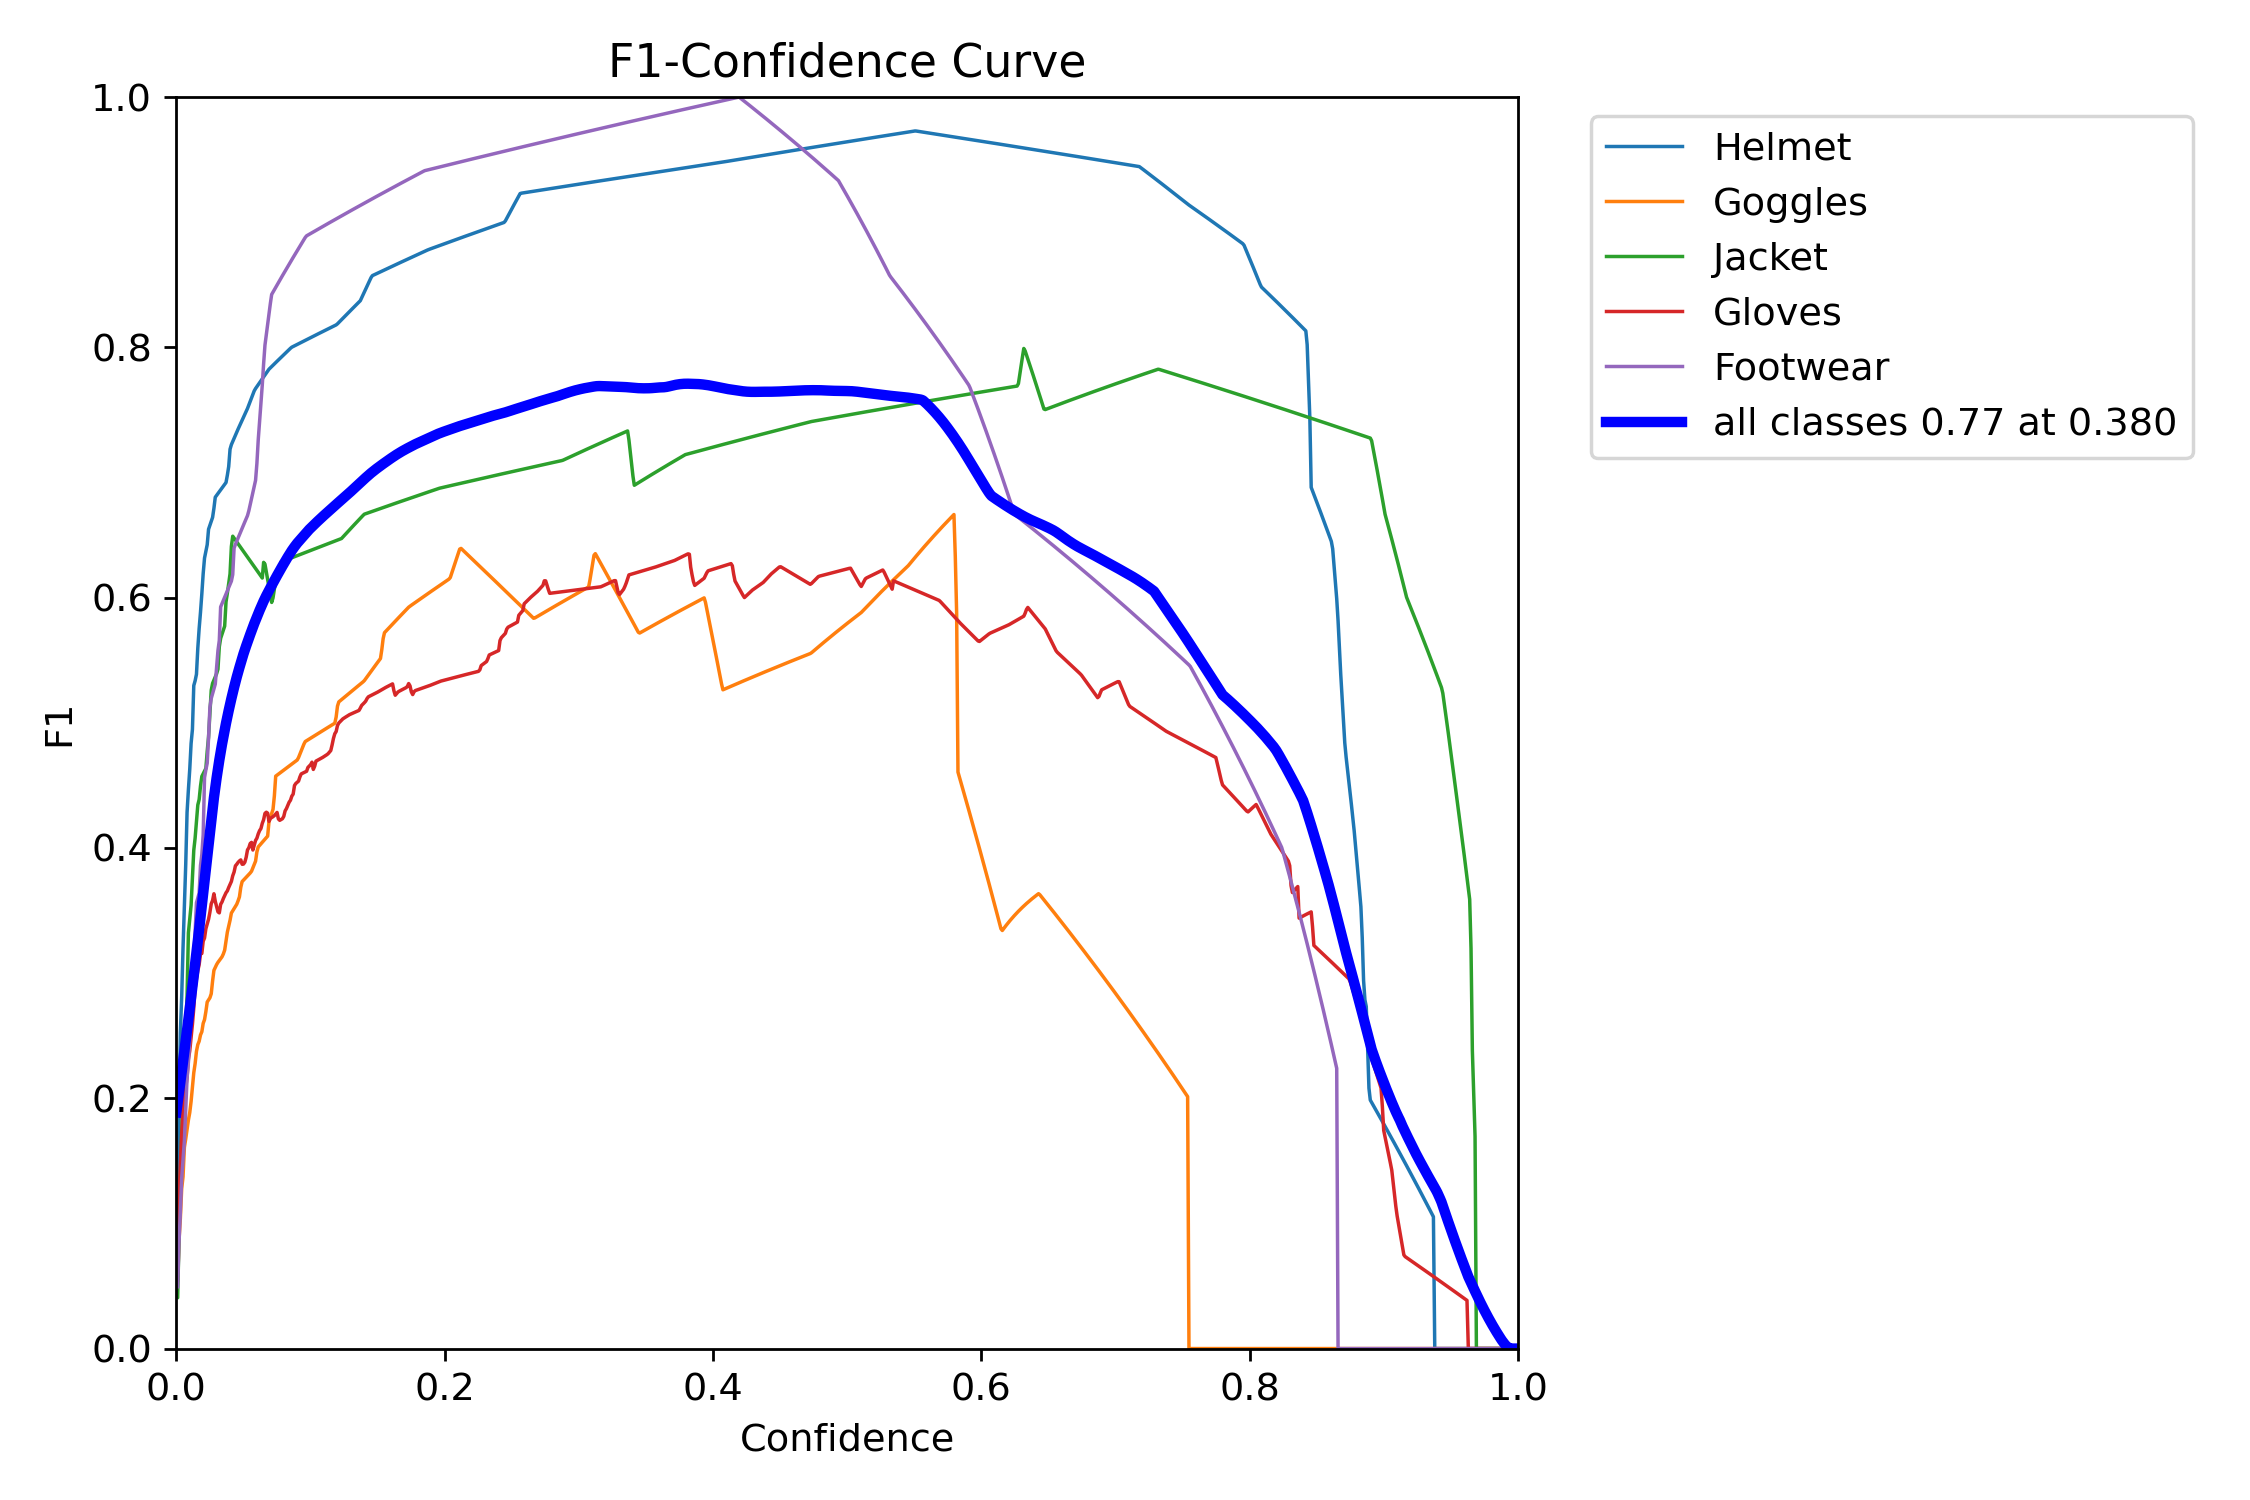 F1-Confidence Curve
1.0
0.8
0.6
0.4
0.2
0.0
F1
0.0 0.2 0.4 0.6 0.8 1.0
Confidence
Helmet
Goggles
Jacket
Gloves
Footwear
all classes 0.77 at 0.380